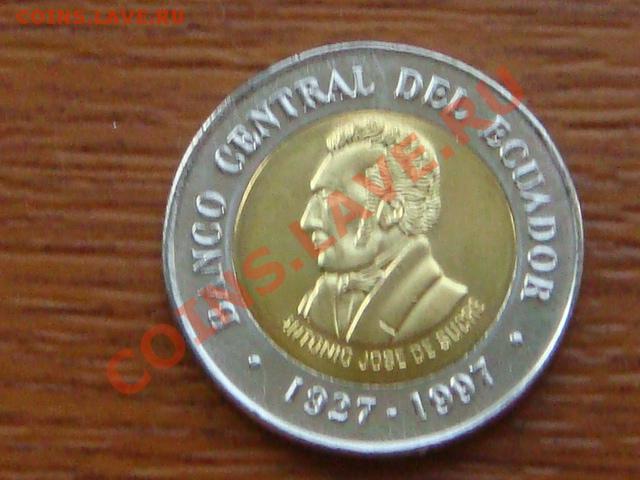 COINS.LAVE.RU
BANCO CENTRAL DEL ECUADOR
ANTONIO JOSE DE SUCRE
· 1927 - 1997 ·
COINS.LAVE.RU